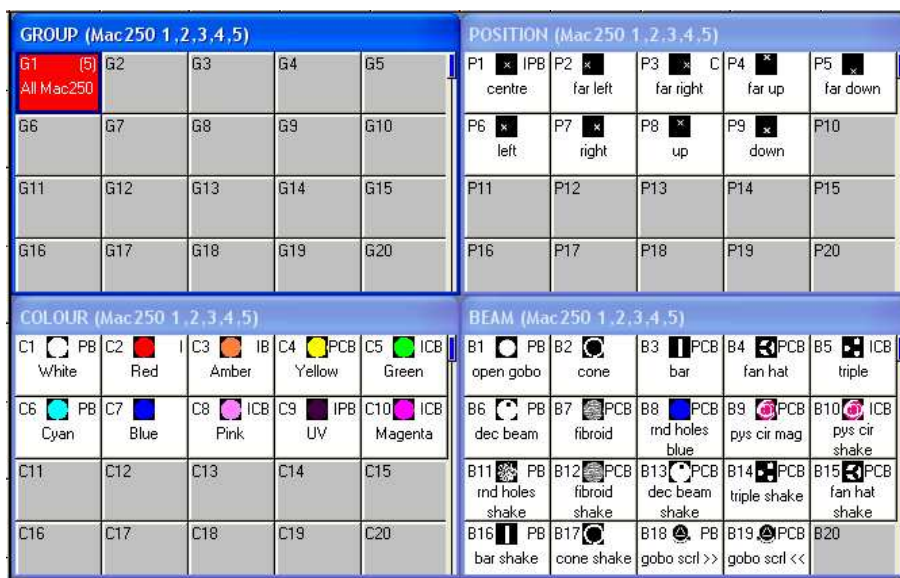 GROUP (Mac250 1,2,3,4,5)
G1 (5) G2 G3 G4 G5
All Mac250
G6 G7 G8 G9 G10
G11 G12 G13 G14 G15
G16 G17 G18 G19 G20
POSITION (Mac250 1,2,3,4,5)
P1 IPB P2 P3 C P4 P5
centre far left far right far up far down
P6 P7 P8 P9 P10
left right up down
P11 P12 P13 P14 P15
P16 P17 P18 P19 P20
COLOUR (Mac250 1,2,3,4,5)
C1 PB C2 I C3 IB C4 PCB C5 ICB
White Red Amber Yellow Green
C6 PB C7 C8 ICB C9 IPB C10 ICB
Cyan Blue Pink UV Magenta
C11 C12 C13 C14 C15
C16 C17 C18 C19 C20
BEAM (Mac250 1,2,3,4,5)
B1 PB B2 B3 PCB B4 PCB B5 ICB
open gobo cone bar fan hat triple
B6 PB B7 PCB B8 PCB B9 PCB B10 ICB
dec beam fibroid rnd holes pys cir mag pys cir
blue shake
B11 PB B12 PCB B13 PCB B14 PCB B15 PCB
rnd holes fibroid dec beam triple shake fan hat
shake shake shake shake
B16 PB B17 B18 PB B19 PCB B20
bar shake cone shake gobo scrl >> gobo scrl <<